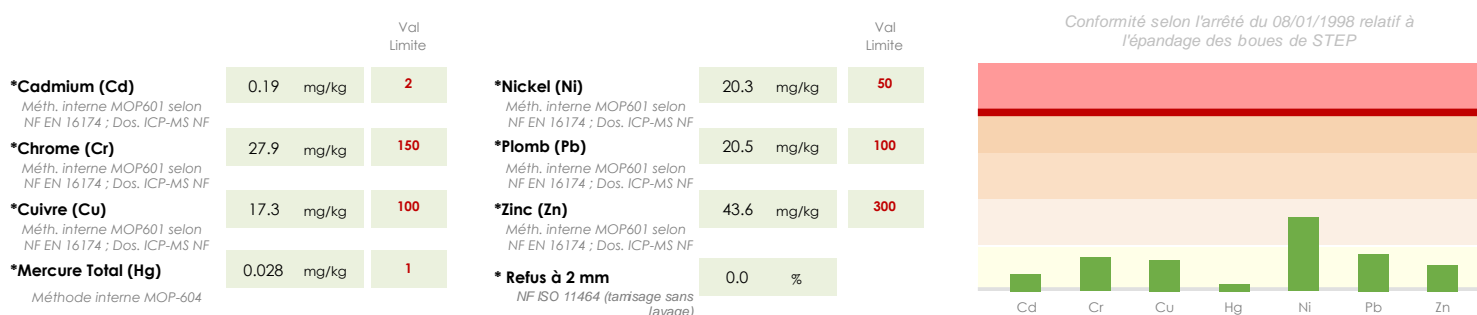 Val
Limite
*Cadmium (Cd) 0.19 mg/kg 2
Méth. interne MOP601 selon
NF EN 16174 ; Dos. ICP-MS NF
*Chrome (Cr) 27.9 mg/kg 150
Méth. interne MOP601 selon
NF EN 16174 ; Dos. ICP-MS NF
*Cuivre (Cu) 17.3 mg/kg 100
Méth. interne MOP601 selon
NF EN 16174 ; Dos. ICP-MS NF
*Mercure Total (Hg) 0.028 mg/kg 1
Méthode interne MOP-604
Val
Limite
*Nickel (Ni) 20.3 mg/kg 50
Méth. interne MOP601 selon
NF EN 16174 ; Dos. ICP-MS NF
*Plomb (Pb) 20.5 mg/kg 100
Méth. interne MOP601 selon
NF EN 16174 ; Dos. ICP-MS NF
*Zinc (Zn) 43.6 mg/kg 300
Méth. interne MOP601 selon
NF EN 16174 ; Dos. ICP-MS NF
* Refus à 2 mm 0.0 %
NF ISO 11464 (tamisage sans
lavage)
Conformité selon l'arrêté du 08/01/1998 relatif à
l'épandage des boues de STEP
Cd Cr Cu Hg Ni Pb Zn